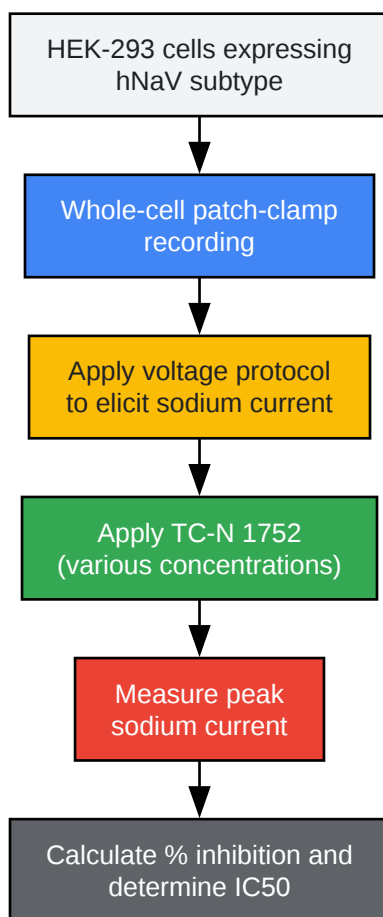 HEK-293 cells expressing
hNaV subtype
Whole-cell patch-clamp
recording
Apply voltage protocol
to elicit sodium current
Apply TC-N 1752
(various concentrations)
Measure peak
sodium current
Calculate % inhibition and
determine IC50